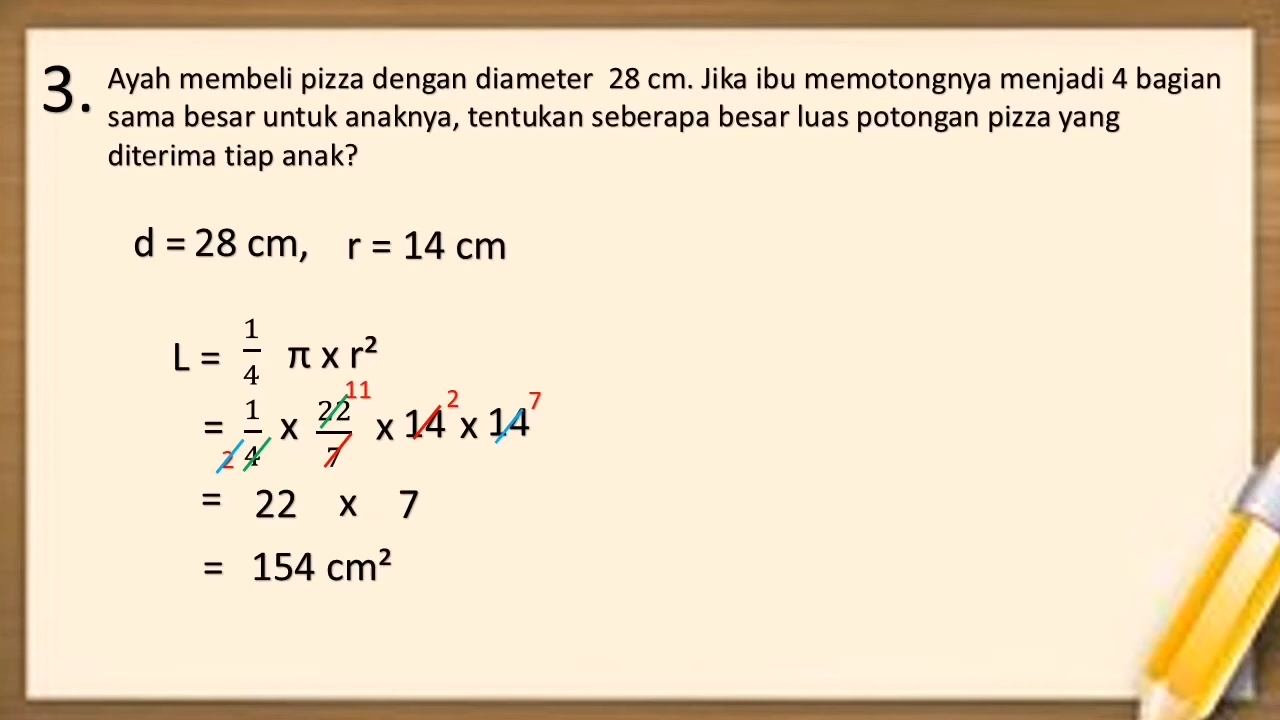 3. Ayah membeli pizza dengan diameter 28 cm. Jika ibu memotongnya menjadi 4 bagian
sama besar untuk anaknya, tentukan seberapa besar luas potongan pizza yang
diterima tiap anak?
d = 28 cm, r = 14 cm
L = 1/4 π x r²
= 1/4 x 22/7 x 14 x 14
11 2 7
2
= 22 x 7
= 154 cm²